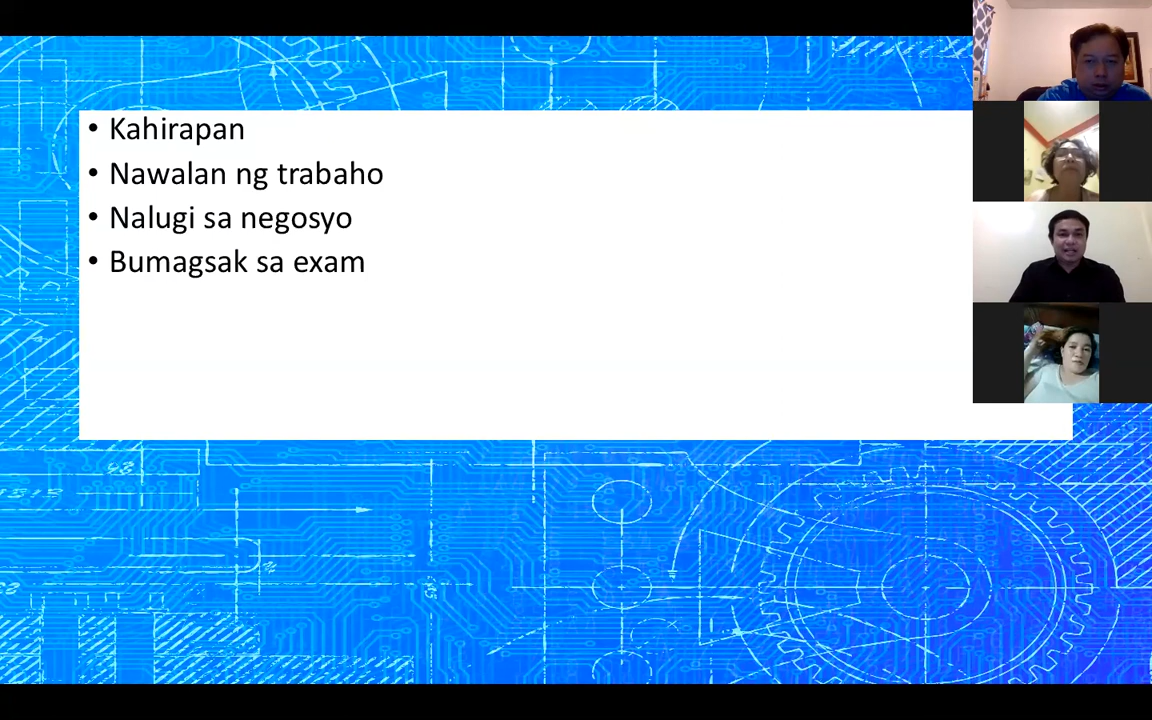 • Kahirapan
• Nawalan ng trabaho
• Nalugi sa negosyo
• Bumagsak sa exam